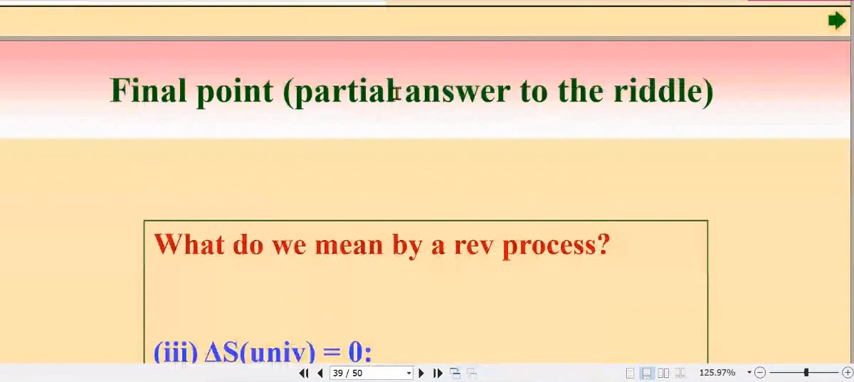 Final point (partial answer to the riddle)
What do we mean by a rev process?
(iii) ΔS(univ) = 0:
39 / 50
125.97%